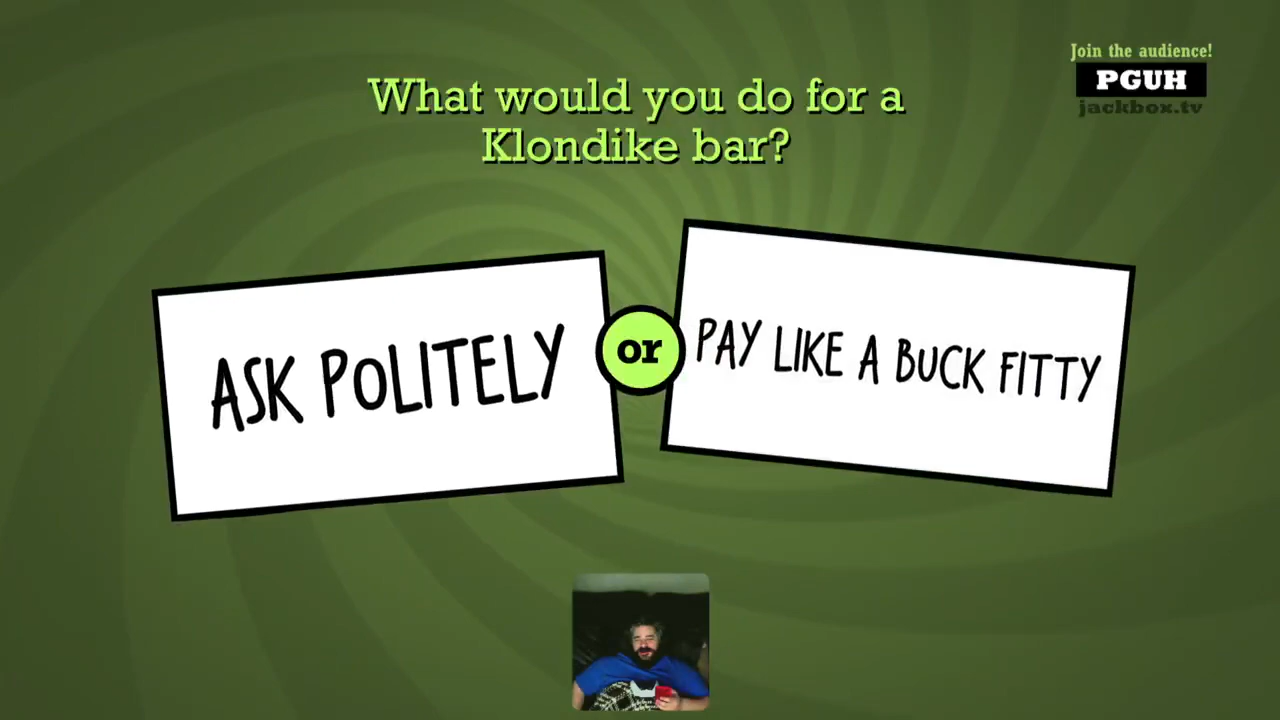 Join the audience!
PGUH
jackbox.tv
What would you do for a
Klondike bar?
ASK POLITELY
or
PAY LIKE A BUCK FITTY